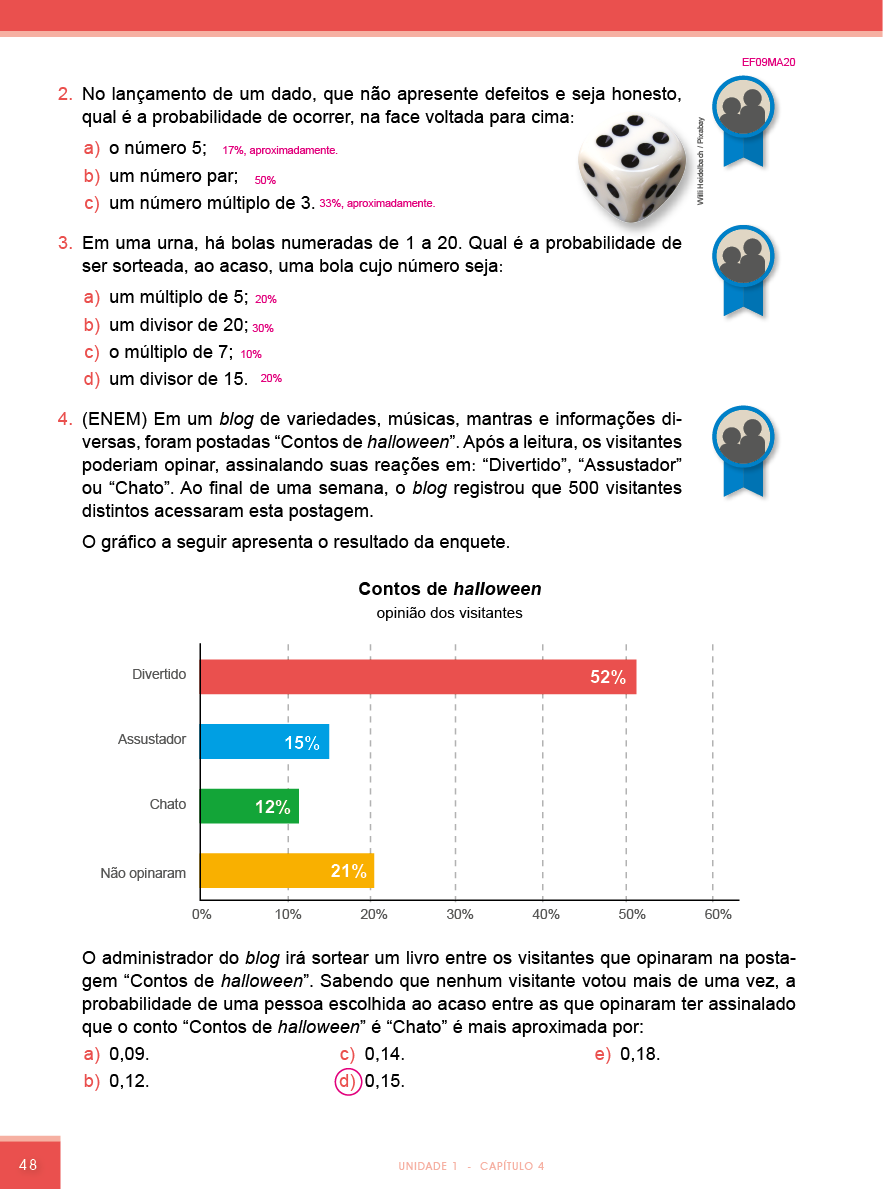 EF09MA20
2. No lançamento de um dado, que não apresente defeitos e seja honesto,
qual é a probabilidade de ocorrer, na face voltada para cima:
a) o número 5; 17%, aproximadamente.
b) um número par; 50%
c) um número múltiplo de 3. 33%, aproximadamente.
Willi Heidelbach / Pixabay
3. Em uma urna, há bolas numeradas de 1 a 20. Qual é a probabilidade de
ser sorteada, ao acaso, uma bola cujo número seja:
a) um múltiplo de 5; 20%
b) um divisor de 20; 30%
c) o múltiplo de 7; 10%
d) um divisor de 15. 20%
4. (ENEM) Em um blog de variedades, músicas, mantras e informações di-
versas, foram postadas “Contos de halloween”. Após a leitura, os visitantes
poderiam opinar, assinalando suas reações em: “Divertido”, “Assustador”
ou “Chato”. Ao final de uma semana, o blog registrou que 500 visitantes
distintos acessaram esta postagem.
O gráfico a seguir apresenta o resultado da enquete.
Contos de halloween
opinião dos visitantes
Divertido 52%
Assustador 15%
Chato 12%
Não opinaram 21%
0% 10% 20% 30% 40% 50% 60%
O administrador do blog irá sortear um livro entre os visitantes que opinaram na posta-
gem “Contos de halloween”. Sabendo que nenhum visitante votou mais de uma vez, a
probabilidade de uma pessoa escolhida ao acaso entre as que opinaram ter assinalado
que o conto “Contos de halloween” é “Chato” é mais aproximada por:
a) 0,09. c) 0,14. e) 0,18.
b) 0,12. d) 0,15.
48
UNIDADE 1 - CAPÍTULO 4